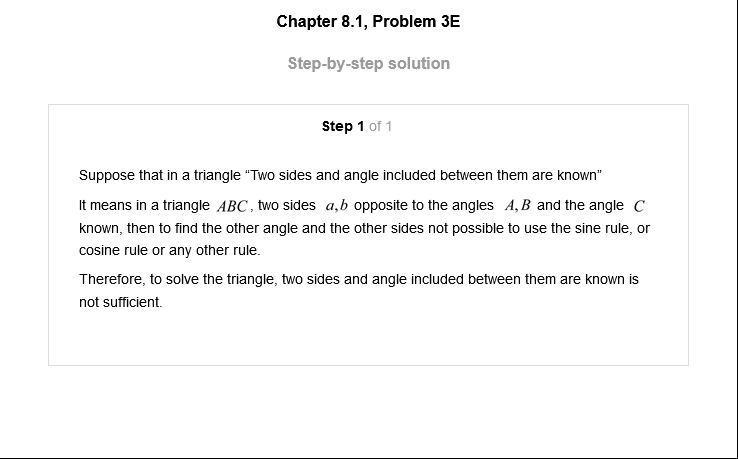 Chapter 8.1, Problem 3E
Step-by-step solution
Step 1 of 1
Suppose that in a triangle “Two sides and angle included between them are known”
It means in a triangle ABC, two sides a,b opposite to the angles A,B and the angle C
known, then to find the other angle and the other sides not possible to use the sine rule, or
cosine rule or any other rule.
Therefore, to solve the triangle, two sides and angle included between them are known is
not sufficient.